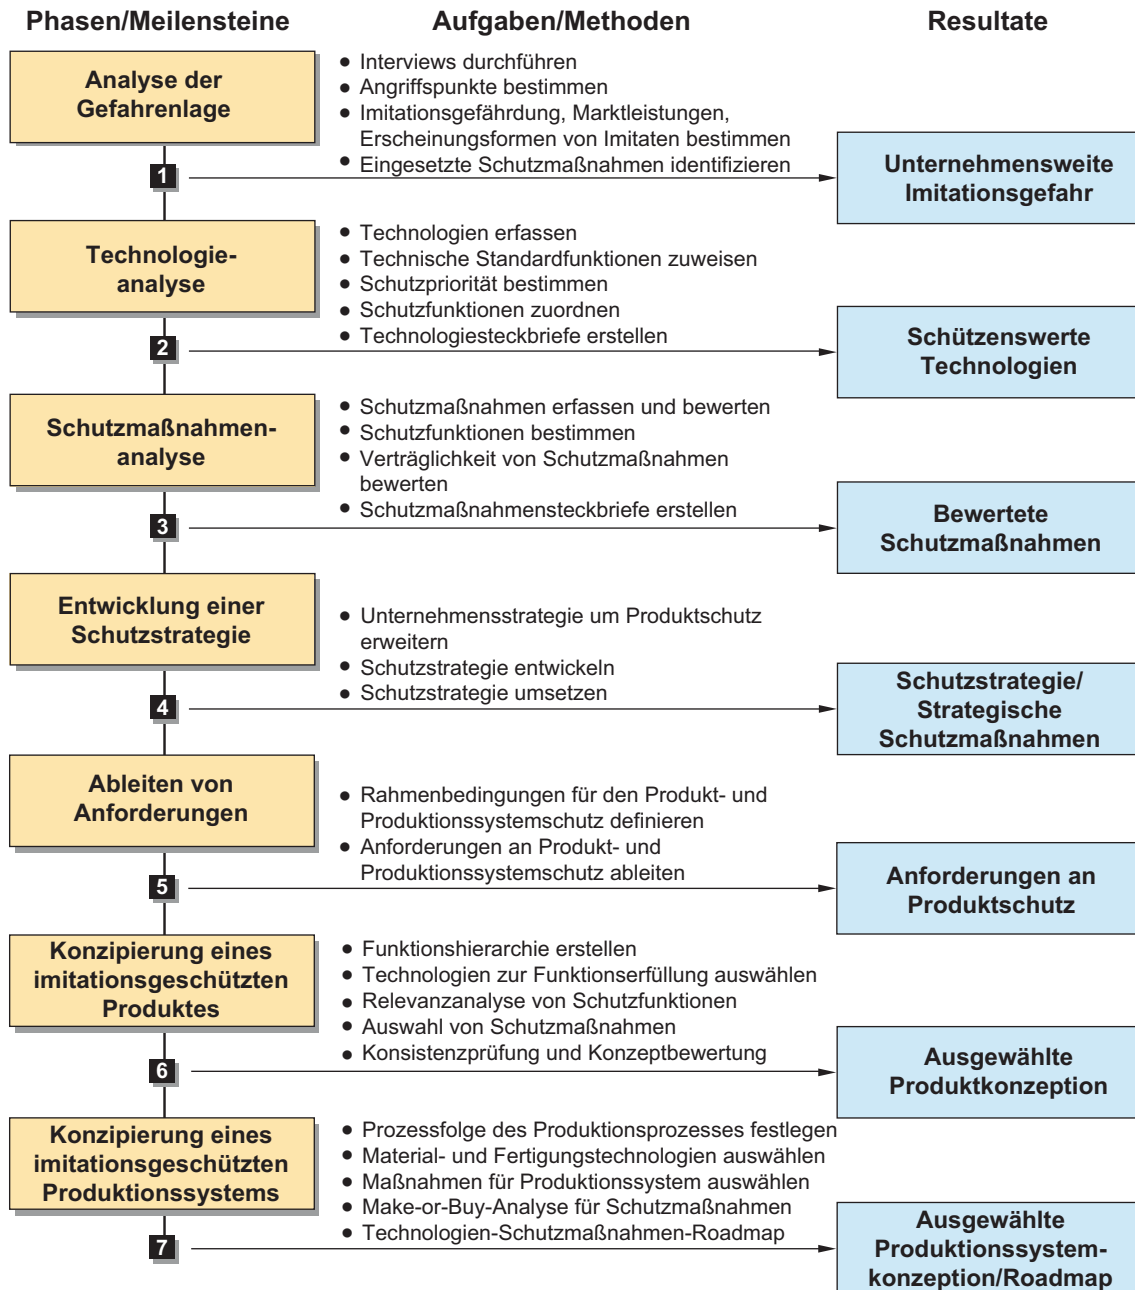 Phasen/Meilensteine
Aufgaben/Methoden
Resultate
Analyse der
Gefahrenlage
• Interviews durchführen
• Angriffspunkte bestimmen
• Imitationsgefährdung, Marktleistungen,
Erscheinungsformen von Imitaten bestimmen
• Eingesetzte Schutzmaßnahmen identifizieren
1
Unternehmensweite
Imitationsgefahr
Technologie-
analyse
• Technologien erfassen
• Technische Standardfunktionen zuweisen
• Schutzpriorität bestimmen
• Schutzfunktionen zuordnen
• Technologiesteckbriefe erstellen
2
Schützenswerte
Technologien
Schutzmaßnahmen-
analyse
• Schutzmaßnahmen erfassen und bewerten
• Schutzfunktionen bestimmen
• Verträglichkeit von Schutzmaßnahmen
bewerten
• Schutzmaßnahmensteckbriefe erstellen
3
Bewertete
Schutzmaßnahmen
Entwicklung einer
Schutzstrategie
• Unternehmensstrategie um Produktschutz
erweitern
• Schutzstrategie entwickeln
• Schutzstrategie umsetzen
4
Schutzstrategie/
Strategische
Schutzmaßnahmen
Ableiten von
Anforderungen
• Rahmenbedingungen für den Produkt- und
Produktionssystemschutz definieren
• Anforderungen an Produkt- und
Produktionssystemschutz ableiten
5
Anforderungen an
Produktschutz
Konzipierung eines
imitationsgeschützten
Produktes
• Funktionshierarchie erstellen
• Technologien zur Funktionserfüllung auswählen
• Relevanzanalyse von Schutzfunktionen
• Auswahl von Schutzmaßnahmen
• Konsistenzprüfung und Konzeptbewertung
6
Ausgewählte
Produktkonzeption
Konzipierung eines
imitationsgeschützten
Produktionssystems
• Prozessfolge des Produktionsprozesses festlegen
• Material- und Fertigungstechnologien auswählen
• Maßnahmen für Produktionssystem auswählen
• Make-or-Buy-Analyse für Schutzmaßnahmen
• Technologien-Schutzmaßnahmen-Roadmap
7
Ausgewählte
Produktionssystem-
konzeption/Roadmap